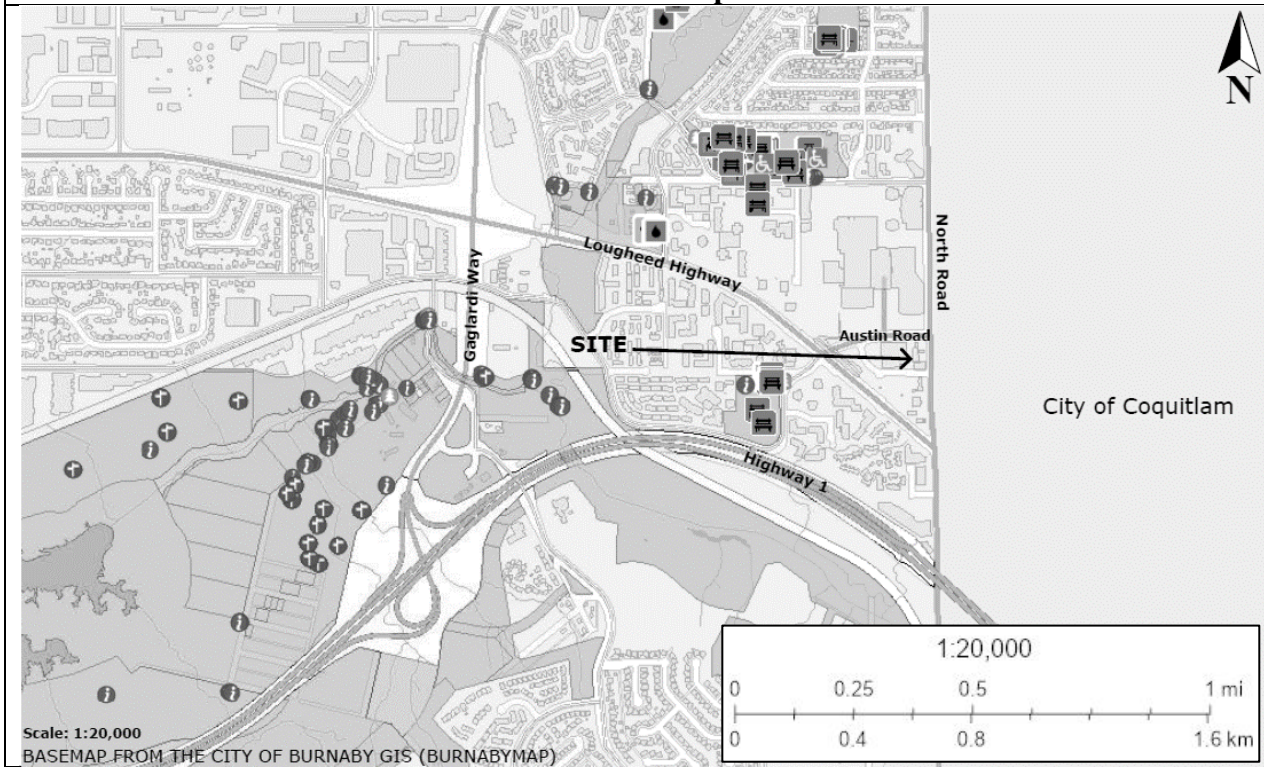 N
Lougheed Highway
North Road
Gaglardi Way
Austin Road
SITE
City of Coquitlam
Highway 1
1:20,000
0 0.25 0.5 1 mi
0 0.4 0.8 1.6 km
Scale: 1:20,000
BASEMAP FROM THE CITY OF BURNABY GIS (BURNABYMAP)